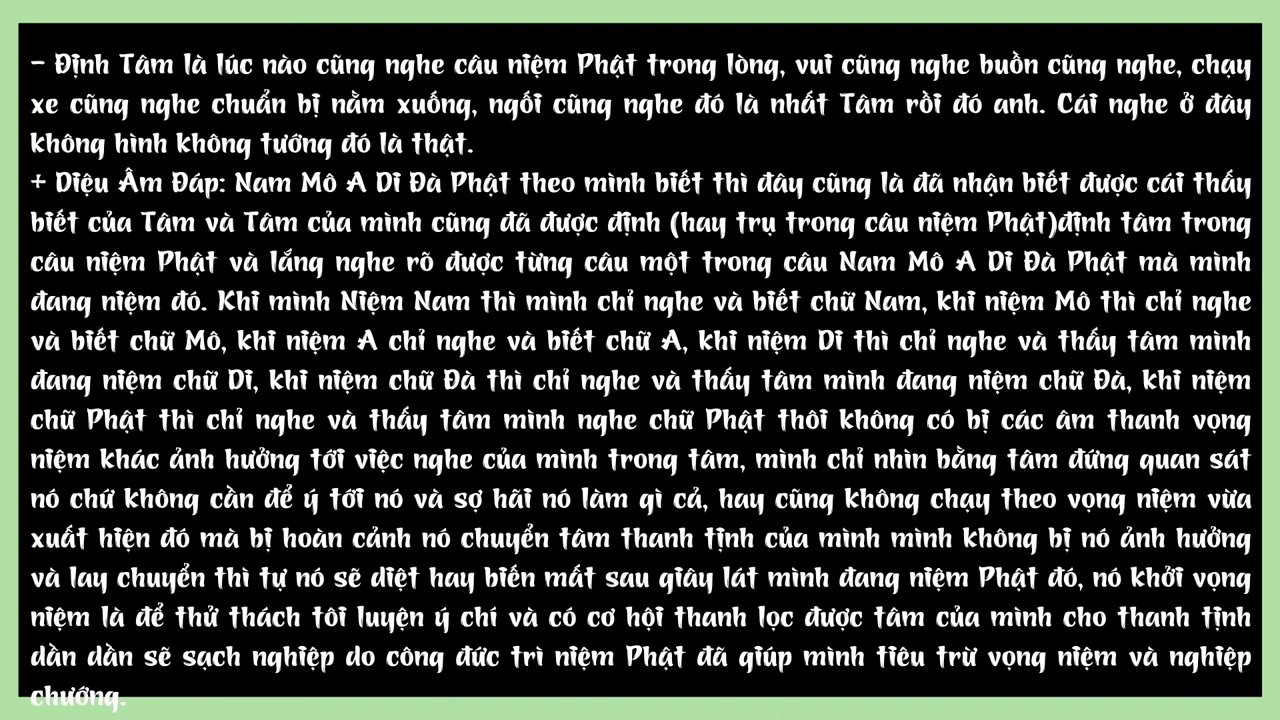 – Định Tâm là lúc nào cũng nghe câu niệm Phật trong lòng, vui cũng nghe buồn cũng nghe, chạy
xe cũng nghe chuẩn bị nằm xuống, ngối cũng nghe đó là nhất Tâm rồi đó anh. Cái nghe ở đây
không hình không tướng đó là thật.
+ Diệu Âm Đáp: Nam Mô A Di Đà Phật theo mình biết thì đây cũng là đã nhận biết được cái thấy
biết của Tâm và Tâm của mình cũng đã được định (hay trụ trong câu niệm Phật)định tâm trong
câu niệm Phật và lắng nghe rõ được từng câu một trong câu Nam Mô A Di Đà Phật mà mình
đang niệm đó. Khi mình Niệm Nam thì mình chỉ nghe và biết chữ Nam, khi niệm Mô thì chỉ nghe
và biết chữ Mô, khi niệm A chỉ nghe và biết chữ A, khi niệm Di thì chỉ nghe và thấy tâm mình
đang niệm chữ Di, khi niệm chữ Đà thì chỉ nghe và thấy tâm mình đang niệm chữ Đà, khi niệm
chữ Phật thì chỉ nghe và thấy tâm mình nghe chữ Phật thôi không có bị các âm thanh vọng
niệm khác ảnh hưởng tới việc nghe của mình trong tâm, mình chỉ nhìn bằng tâm đứng quan sát
nó chứ không cần để ý tới nó và sợ hãi nó làm gì cả, hay cũng không chạy theo vọng niệm vừa
xuất hiện đó mà bị hoàn cảnh nó chuyển tâm thanh tịnh của mình mình không bị nó ảnh hưởng
và lay chuyển thì tự nó sẽ diệt hay biến mất sau giây lát mình đang niệm Phật đó, nó khởi vọng
niệm là để thử thách tôi luyện ý chí và có cơ hội thanh lọc được tâm của mình cho thanh tịnh
dần dần sẽ sạch nghiệp do công đức trì niệm Phật đã giúp mình tiêu trừ vọng niệm và nghiệp
chướng.